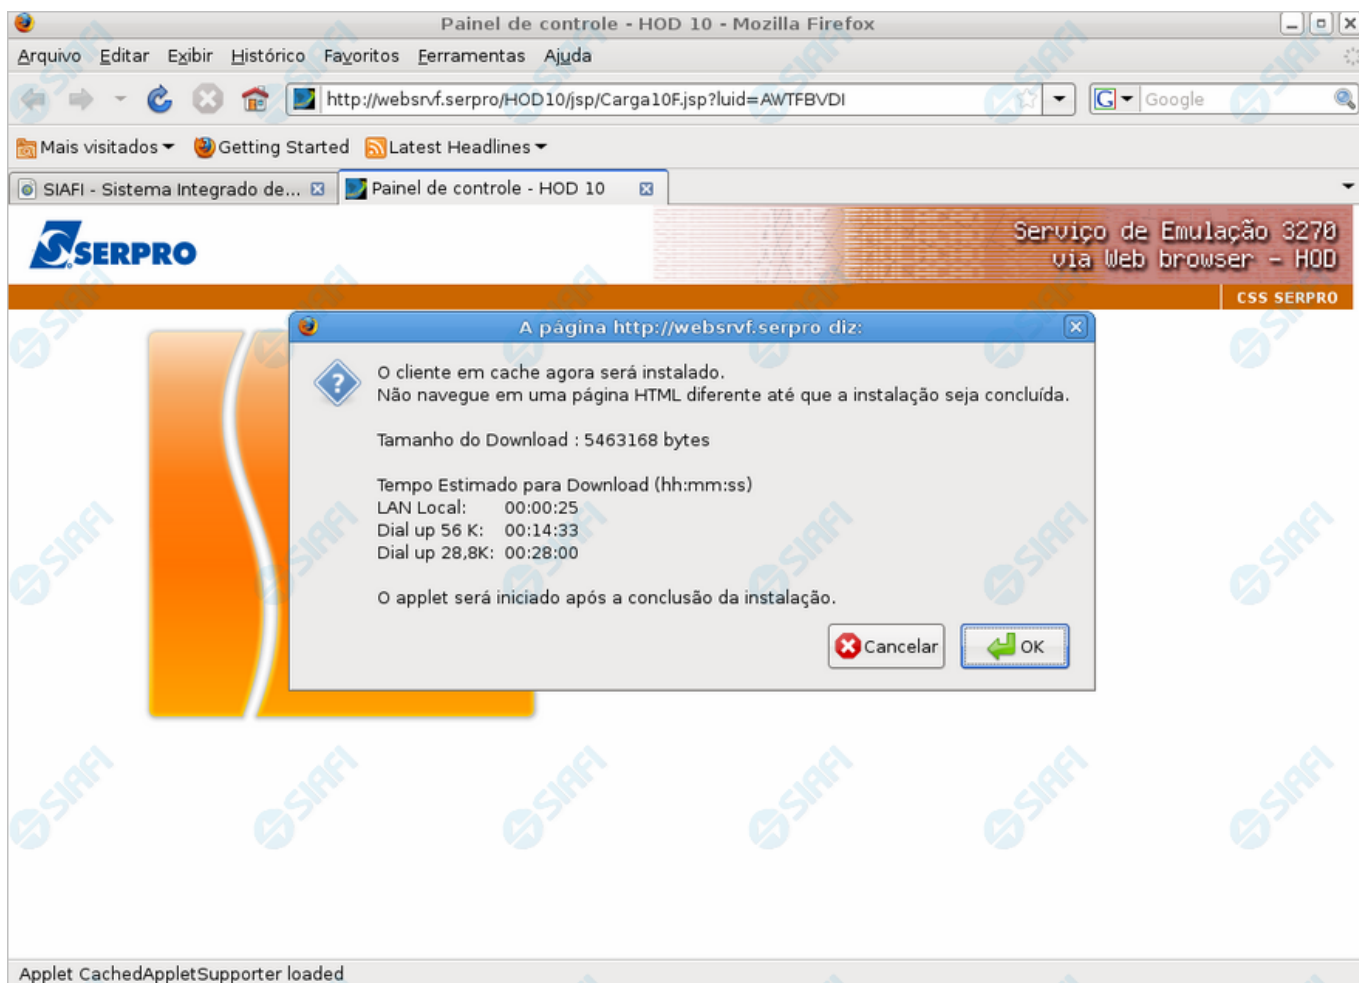 Painel de controle - HOD 10 - Mozilla Firefox
Arquivo Editar Exibir Histórico Favoritos Ferramentas Ajuda
http://websrvf.serpro/HOD10/jsp/Carga10F.jsp?luid=AWTFBVDI
G Google
Mais visitados Getting Started Latest Headlines
SIAFI - Sistema Integrado de... Painel de controle - HOD 10
SERPRO
Serviço de Emulação 3270
via Web browser - HOD
CSS SERPRO
A página http://websrvf.serpro diz:
O cliente em cache agora será instalado.
Não navegue em uma página HTML diferente até que a instalação seja concluída.
Tamanho do Download : 5463168 bytes
Tempo Estimado para Download (hh:mm:ss)
LAN Local: 00:00:25
Dial up 56 K: 00:14:33
Dial up 28,8K: 00:28:00
O applet será iniciado após a conclusão da instalação.
Cancelar OK
SIAFI
Applet CachedAppletSupporter loaded